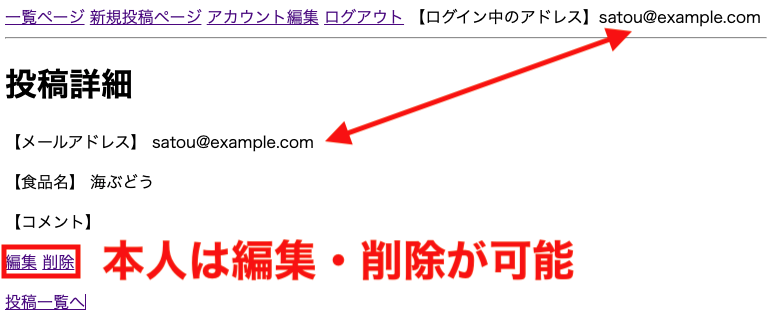 一覧ページ 新規投稿ページ アカウント編集 ログアウト 【ログイン中のアドレス】satou@example.com
投稿詳細
【メールアドレス】 satou@example.com
【食品名】 海ぶどう
【コメント】
編集 削除 本人は編集・削除が可能
投稿一覧へ